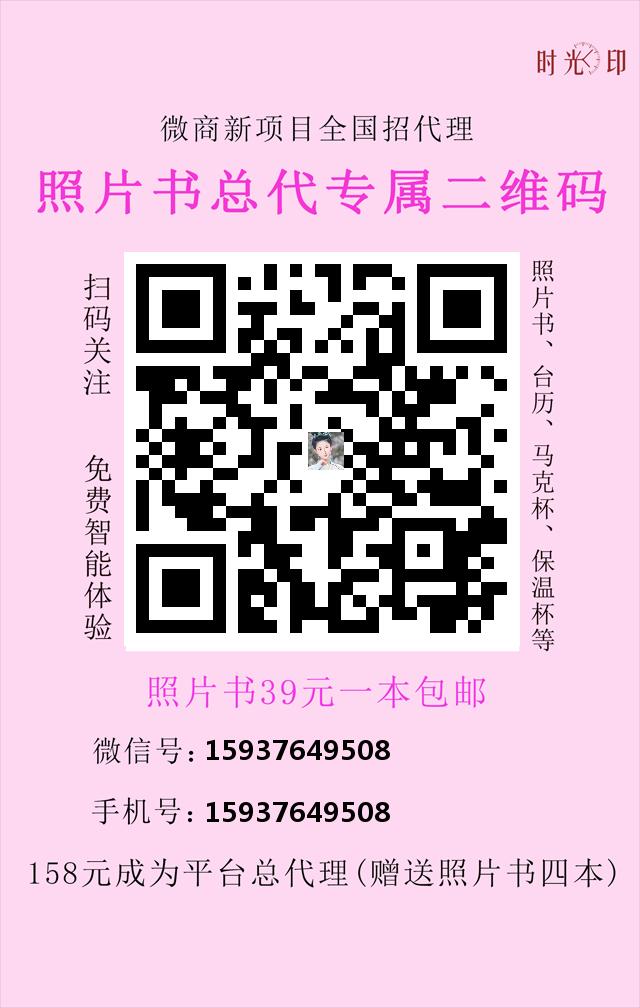 时光印
微商新项目全国招代理
照片书总代专属二维码
扫码关注 免费智能体验
照片书、台历、马克杯、保温杯等
照片书39元一本包邮
微信号:15937649508
手机号:15937649508
158元成为平台总代理(赠送照片书四本)